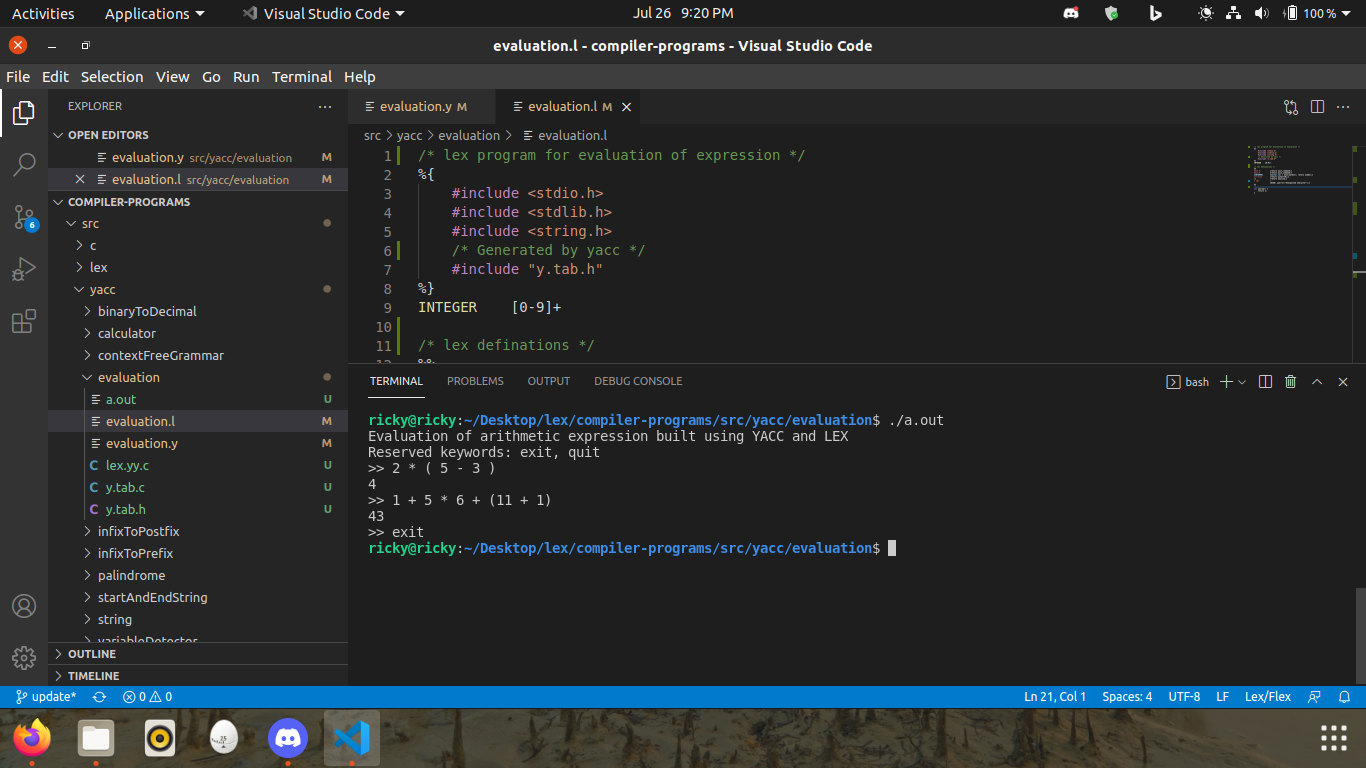 Activities Applications Visual Studio Code Jul 26 9:20 PM 100 %
evaluation.l - compiler-programs - Visual Studio Code
File Edit Selection View Go Run Terminal Help
EXPLORER
OPEN EDITORS
evaluation.y src/yacc/evaluation M
evaluation.l src/yacc/evaluation M
COMPILER-PROGRAMS
src
c
lex
yacc
binaryToDecimal
calculator
contextFreeGrammar
evaluation
a.out U
evaluation.l M
evaluation.y M
C lex.yy.c U
C y.tab.c U
C y.tab.h U
infixToPostfix
infixToPrefix
palindrome
startAndEndString
string
variableDetector
OUTLINE
TIMELINE
6
evaluation.y M evaluation.l M
src > yacc > evaluation > evaluation.l
1 /* lex program for evaluation of expression */
2 %{
3 #include <stdio.h>
4 #include <stdlib.h>
5 #include <string.h>
6 /* Generated by yacc */
7 #include "y.tab.h"
8 %}
9 INTEGER [0-9]+
10
11 /* lex definations */
12 %%
TERMINAL PROBLEMS OUTPUT DEBUG CONSOLE bash
ricky@ricky:~/Desktop/lex/compiler-programs/src/yacc/evaluation$ ./a.out
Evaluation of arithmetic expression built using YACC and LEX
Reserved keywords: exit, quit
>> 2 * ( 5 - 3 )
4
>> 1 + 5 * 6 + (11 + 1)
43
>> exit
ricky@ricky:~/Desktop/lex/compiler-programs/src/yacc/evaluation$
update* 0 0 Ln 21, Col 1 Spaces: 4 UTF-8 LF Lex/Flex